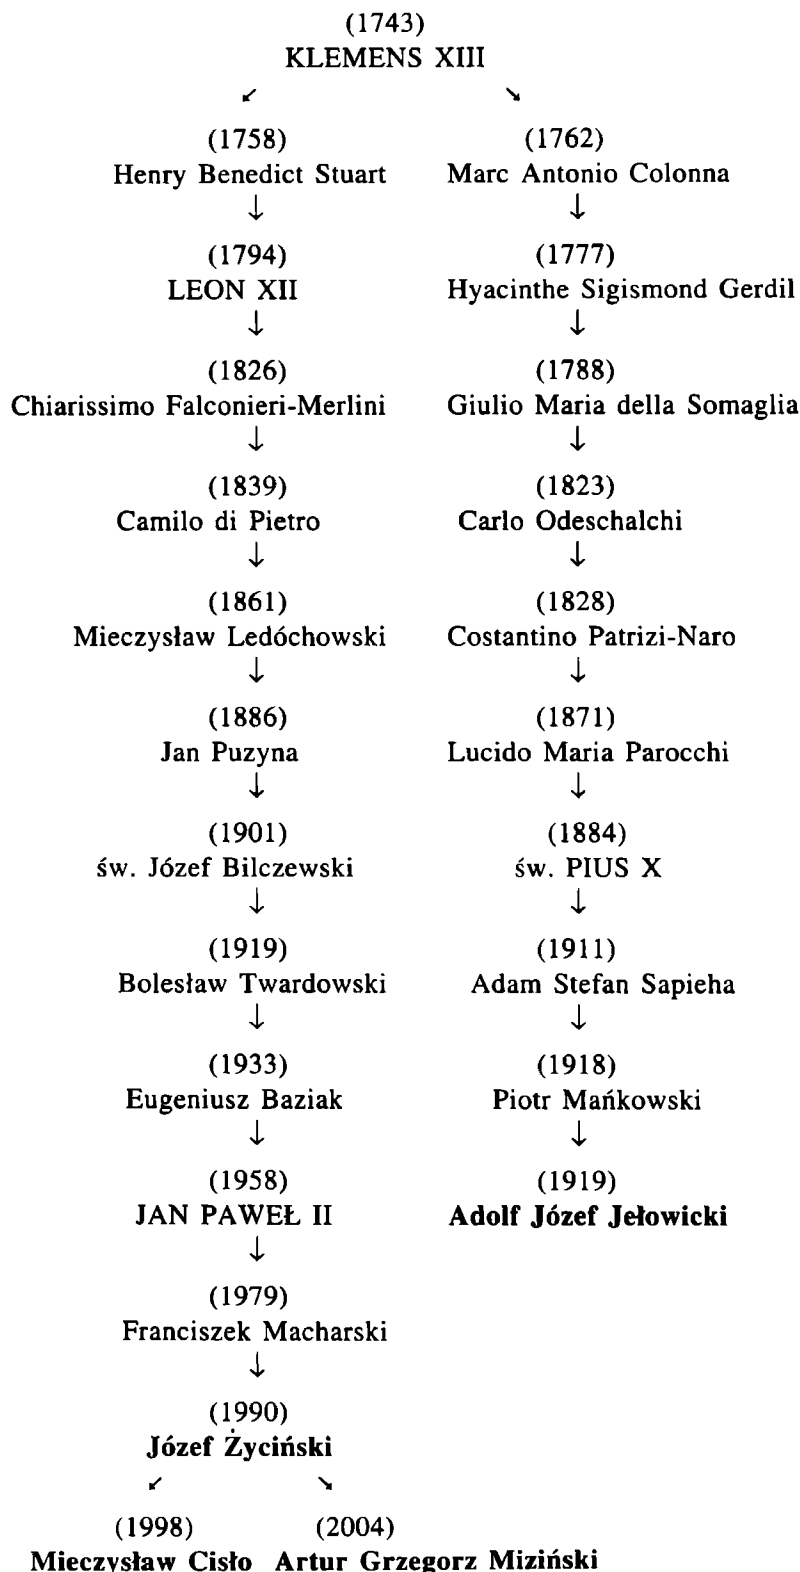 (1743)
KLEMENS XIII
↙ ↘
(1758) (1762)
Henry Benedict Stuart Marc Antonio Colonna
↓ ↓
(1794) (1777)
LEON XII Hyacinthe Sigismond Gerdil
↓ ↓
(1826) (1788)
Chiarissimo Falconieri-Merlini Giulio Maria della Somaglia
↓ ↓
(1839) (1823)
Camilo di Pietro Carlo Odeschalchi
↓ ↓
(1861) (1828)
Mieczysław Ledóchowski Costantino Patrizi-Naro
↓ ↓
(1886) (1871)
Jan Puzyna Lucido Maria Parocchi
↓ ↓
(1901) (1884)
św. Józef Bilczewski św. PIUS X
↓ ↓
(1919) (1911)
Bolesław Twardowski Adam Stefan Sapieha
↓ ↓
(1933) (1918)
Eugeniusz Baziak Piotr Mańkowski
↓ ↓
(1958) (1919)
JAN PAWEŁ II Adolf Józef Jełowicki
↓
(1979)
Franciszek Macharski
↓
(1990)
Józef Życiński
↙ ↘
(1998) (2004)
Mieczysław Cisło Artur Grzegorz Miziński